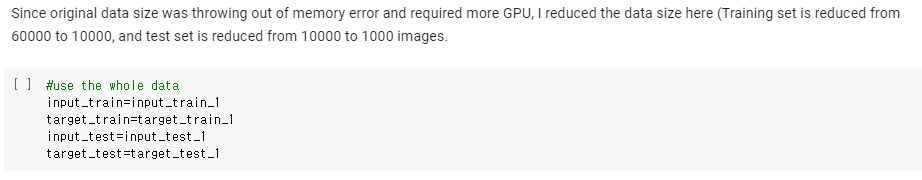 Since original data size was throwing out of memory error and required more GPU, I reduced the data size here (Training set is reduced from
60000 to 10000, and test set is reduced from 10000 to 1000 images.
[ ] #use the whole data
input_train=input_train_1
target_train=target_train_1
input_test=input_test_1
target_test=target_test_1